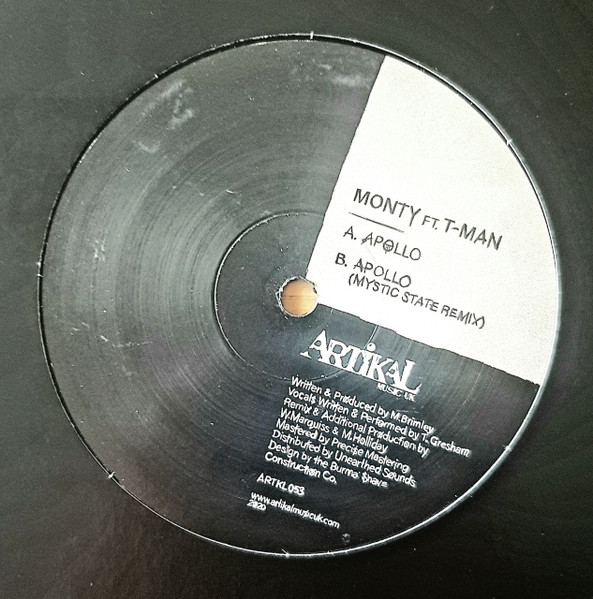 MONTY FT. T-MAN
A. APOLLO
B. APOLLO
(MYSTIC STATE REMIX)
ARTIKAL
MUSIC UK
Written & Produced by M.Brimley
Vocals Written & Performed by T. Gresham
Remix & Additional Production by
W.Marquiss & M.Helliday
Mastered by Precise Mastering
Distributed by Unearthed Sounds
Design by the Burma Shave
Construction Co.
ARTKL053
www.artikalmusicuk.com
2020